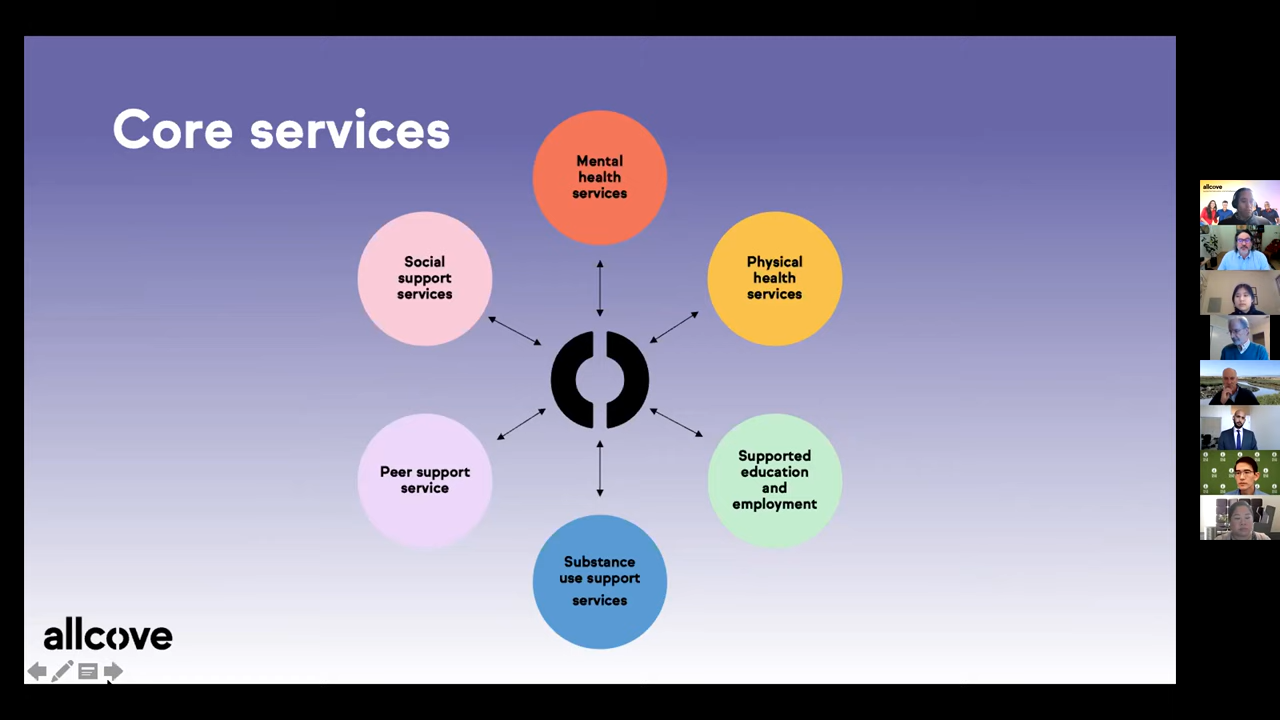 Core services
Mental
health
services
Social
support
services
Physical
health
services
Peer support
service
Supported
education
and
employment
Substance
use support
services
allcove
allcove